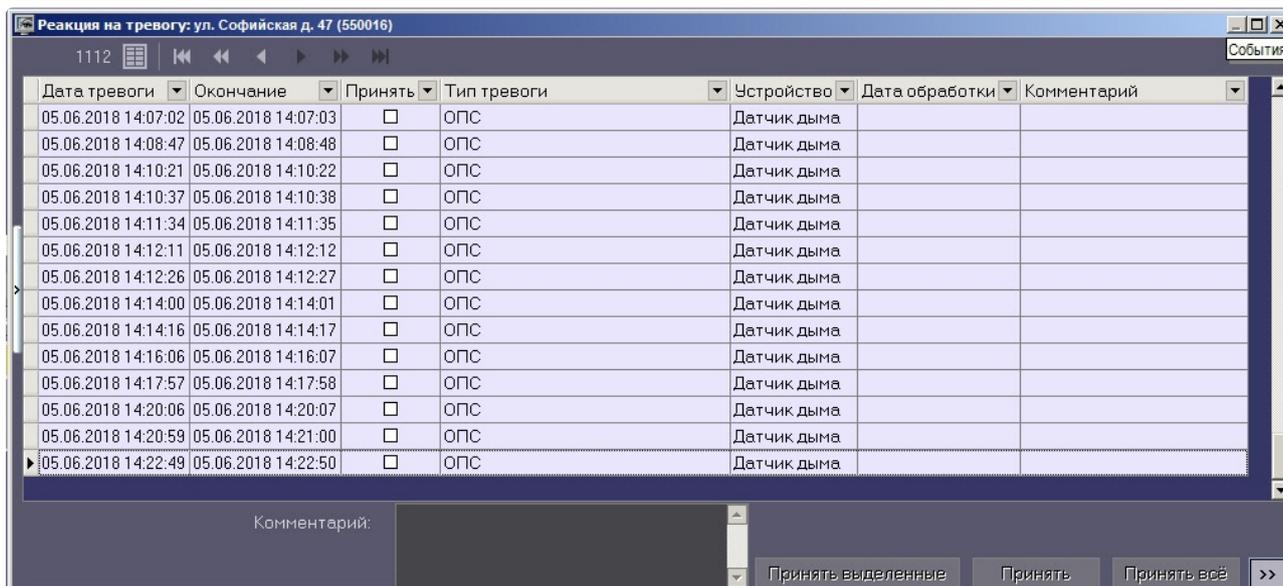 Реакция на тревогу: ул. Софийская д. 47 (550016)
События
1112
Дата тревоги Окончание Принять Тип тревоги Устройство Дата обработки Комментарий
05.06.2018 14:07:02 05.06.2018 14:07:03 ОПС Датчик дыма
05.06.2018 14:08:47 05.06.2018 14:08:48 ОПС Датчик дыма
05.06.2018 14:10:21 05.06.2018 14:10:22 ОПС Датчик дыма
05.06.2018 14:10:37 05.06.2018 14:10:38 ОПС Датчик дыма
05.06.2018 14:11:34 05.06.2018 14:11:35 ОПС Датчик дыма
05.06.2018 14:12:11 05.06.2018 14:12:12 ОПС Датчик дыма
05.06.2018 14:12:26 05.06.2018 14:12:27 ОПС Датчик дыма
05.06.2018 14:14:00 05.06.2018 14:14:01 ОПС Датчик дыма
05.06.2018 14:14:16 05.06.2018 14:14:17 ОПС Датчик дыма
05.06.2018 14:16:06 05.06.2018 14:16:07 ОПС Датчик дыма
05.06.2018 14:17:57 05.06.2018 14:17:58 ОПС Датчик дыма
05.06.2018 14:20:06 05.06.2018 14:20:07 ОПС Датчик дыма
05.06.2018 14:20:59 05.06.2018 14:21:00 ОПС Датчик дыма
05.06.2018 14:22:49 05.06.2018 14:22:50 ОПС Датчик дыма
Комментарий:
Принять выделенные Принять Принять всё >>